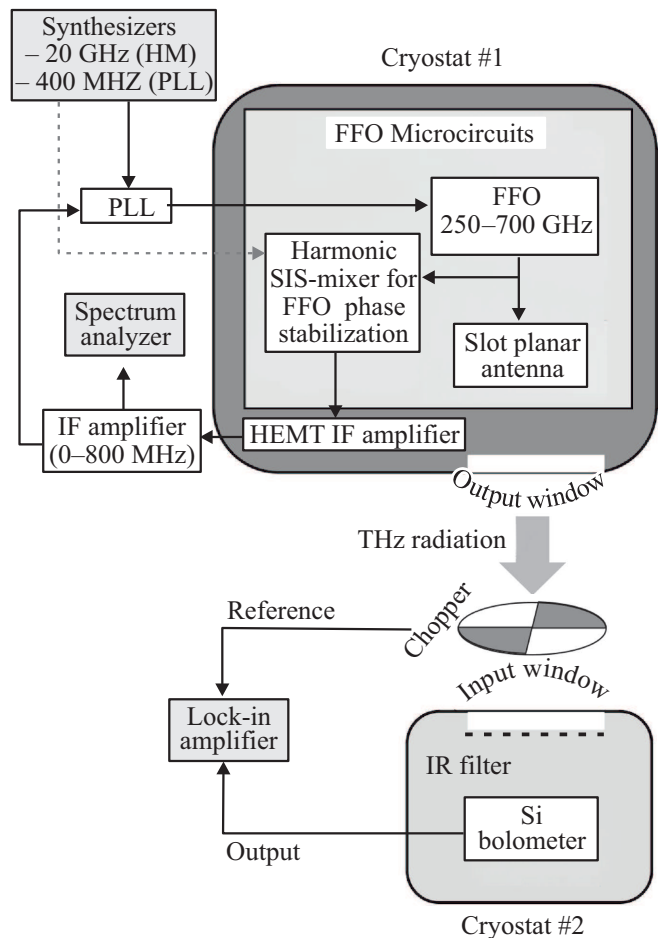 Synthesizers
– 20 GHz (HM)
– 400 MHZ (PLL)
Cryostat #1
FFO Microcircuits
PLL
FFO
250–700 GHz
Harmonic
SIS-mixer for
FFO phase
stabilization
Spectrum
analyzer
Slot planar
antenna
IF amplifier
(0–800 MHz)
HEMT IF amplifier
Output window
THz radiation
Chopper
Reference
Input window
Lock-in
amplifier
IR filter
Si
bolometer
Output
Cryostat #2